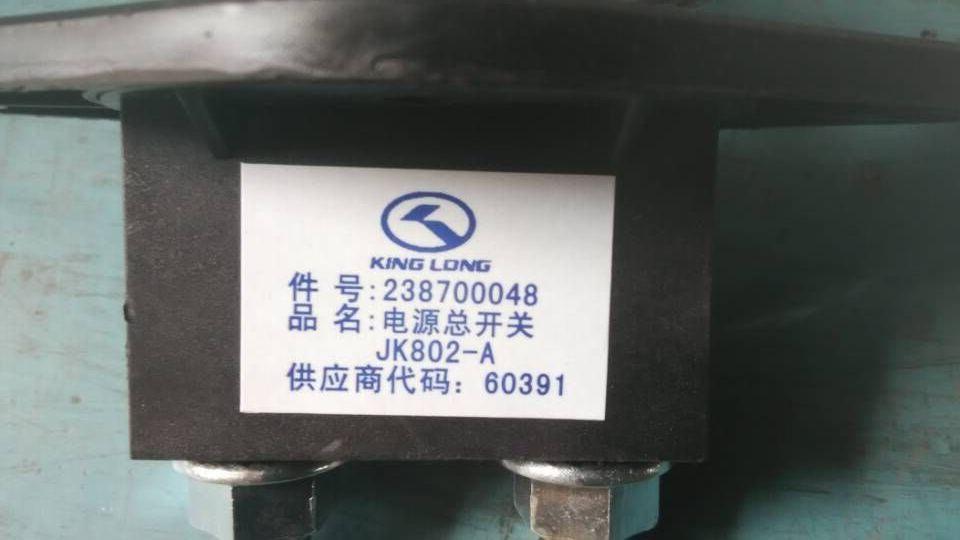 KING LONG
件 号:238700048
品 名:电源总开关
JK802-A
供应商代码: 60391